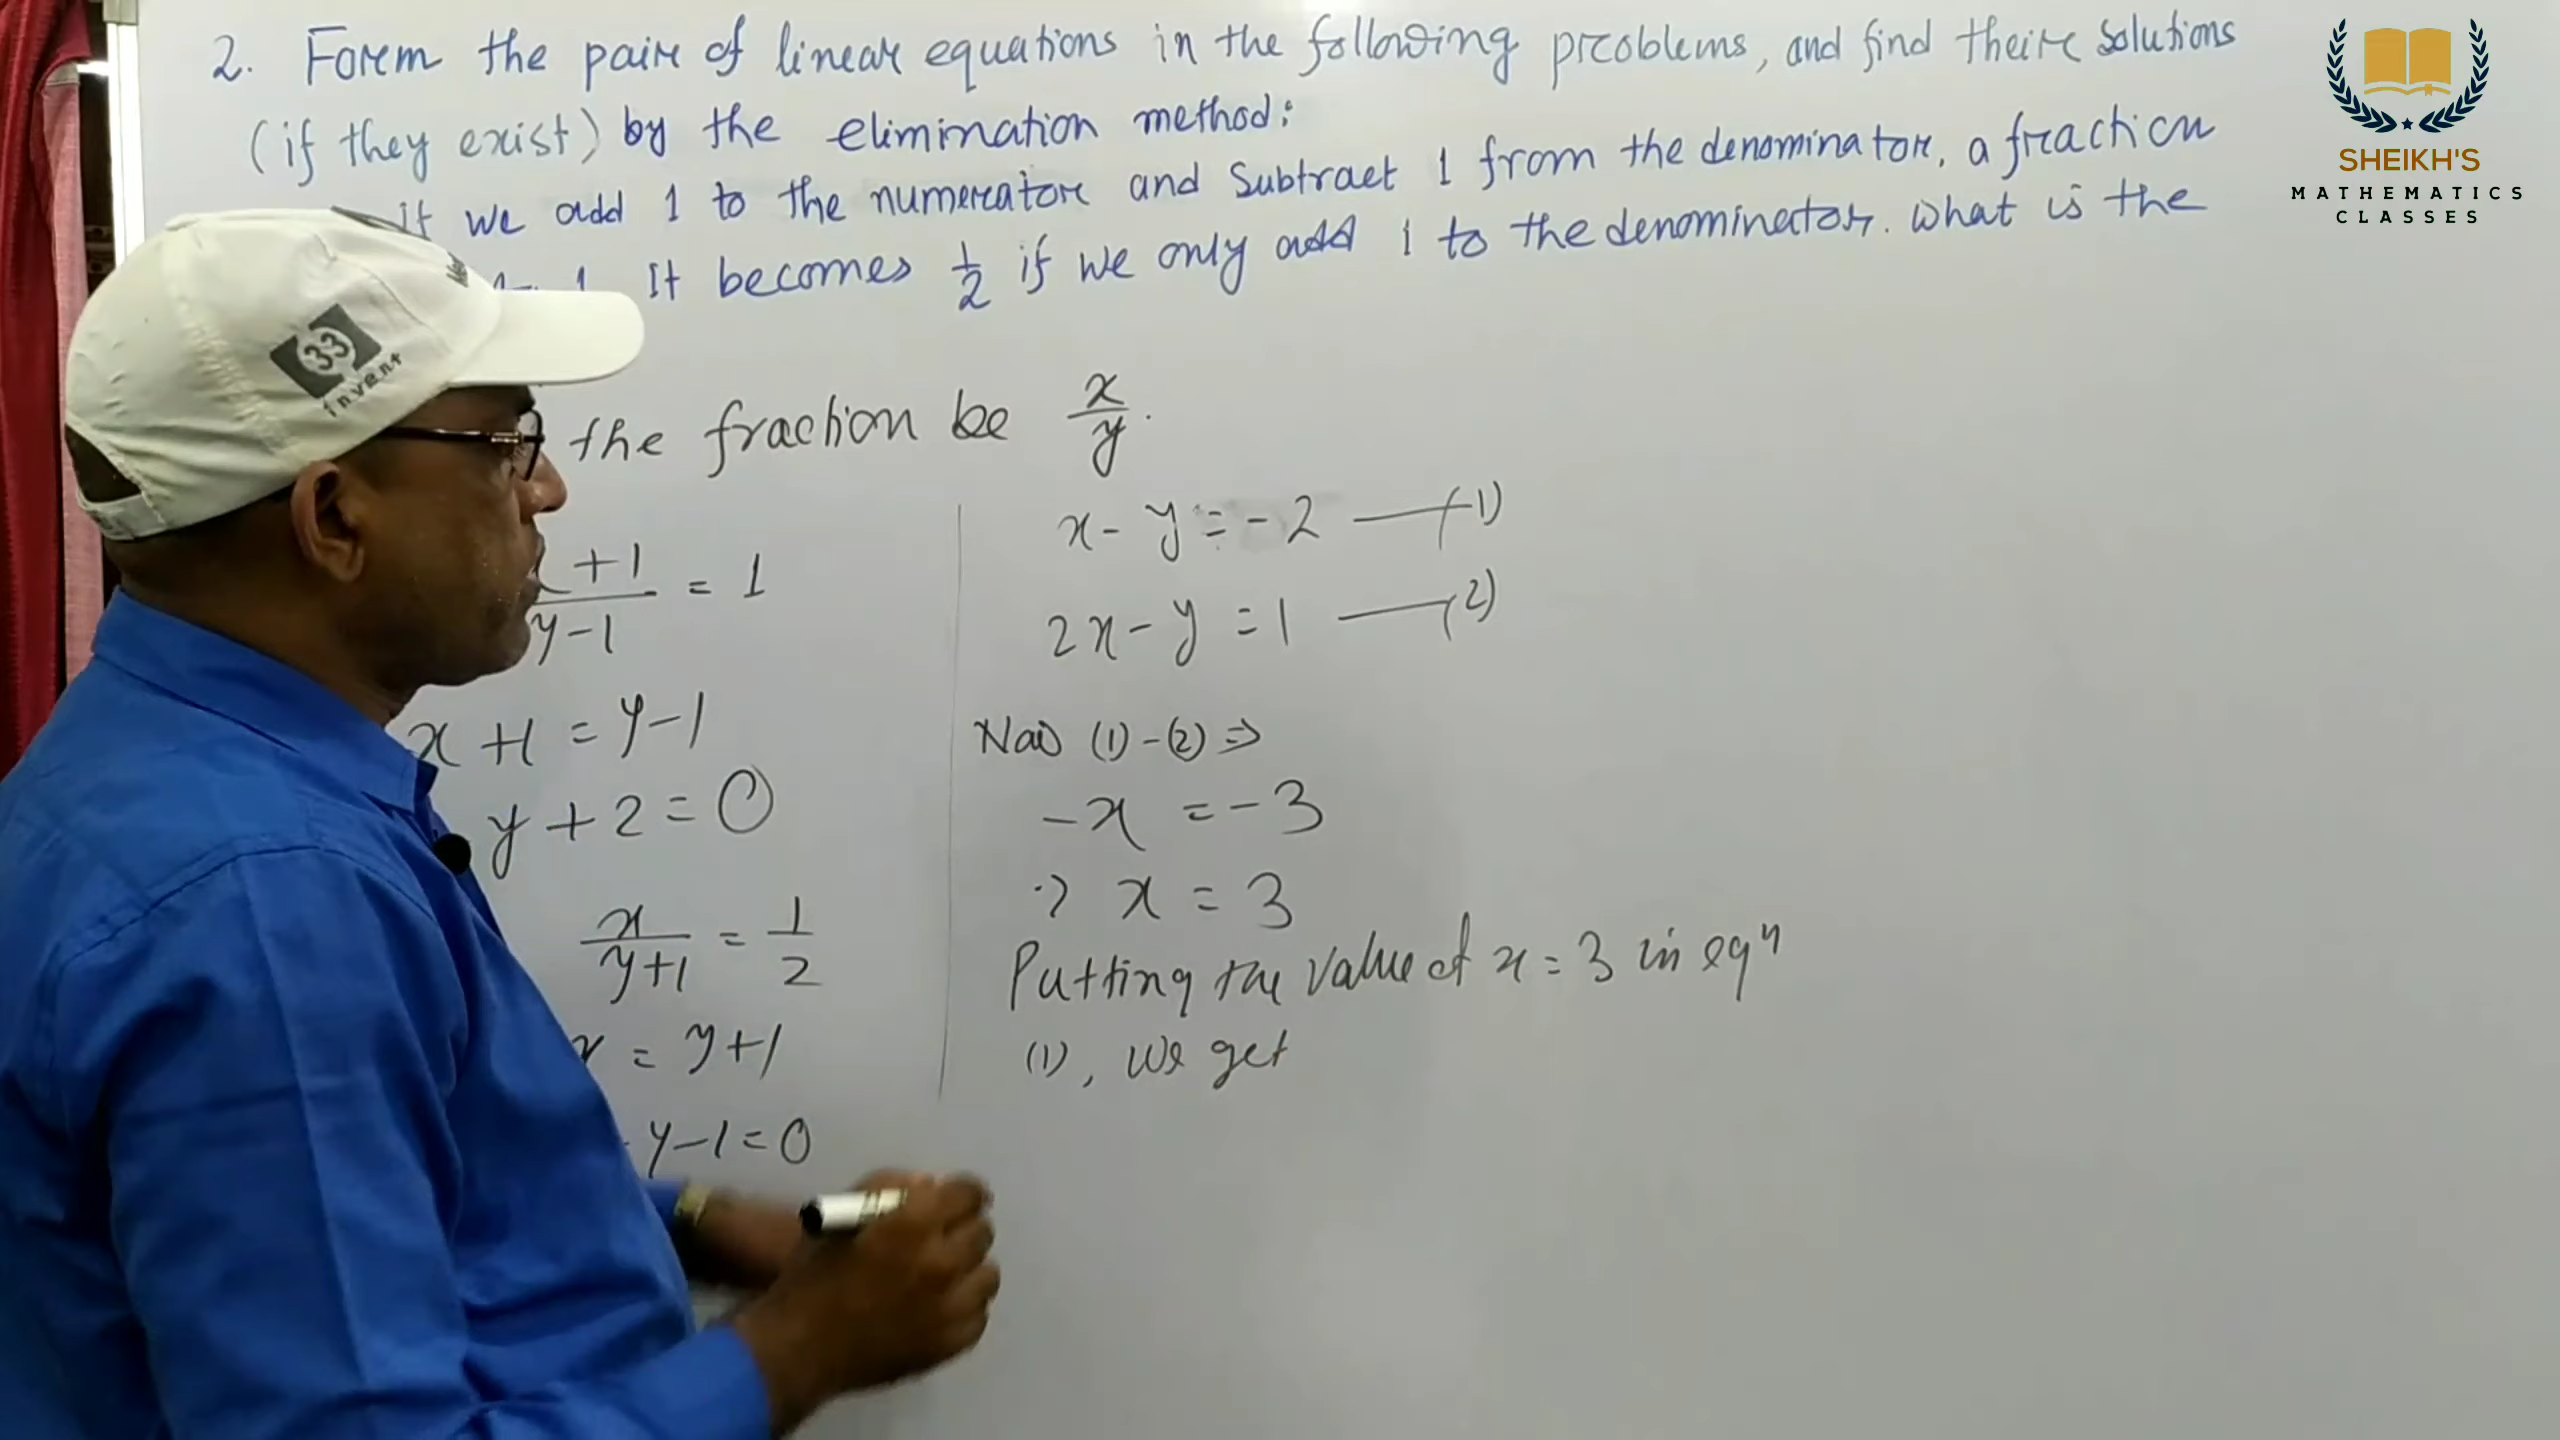 2. Form the pair of linear equations in the following problems, and find their solutions
(if they exist) by the elimination method:
if we add 1 to the numerator and Subtract 1 from the denominator, a fraction
1. It becomes 1/2 if we only add 1 to the denominator. What is the
the fraction be x/y.
x+1/y-1 = 1
x+1 = y-1
y+2=0
x/y+1 = 1/2
x = y+1
y-1=0
x-y=-2 —(1)
2x-y=1 —(2)
Now (1)-(2) ⇒
-x = -3
⇒ x = 3
Putting the value of x=3 in eqn
(1), we get
33
invent
SHEIKH'S
MATHEMATICS
CLASSES